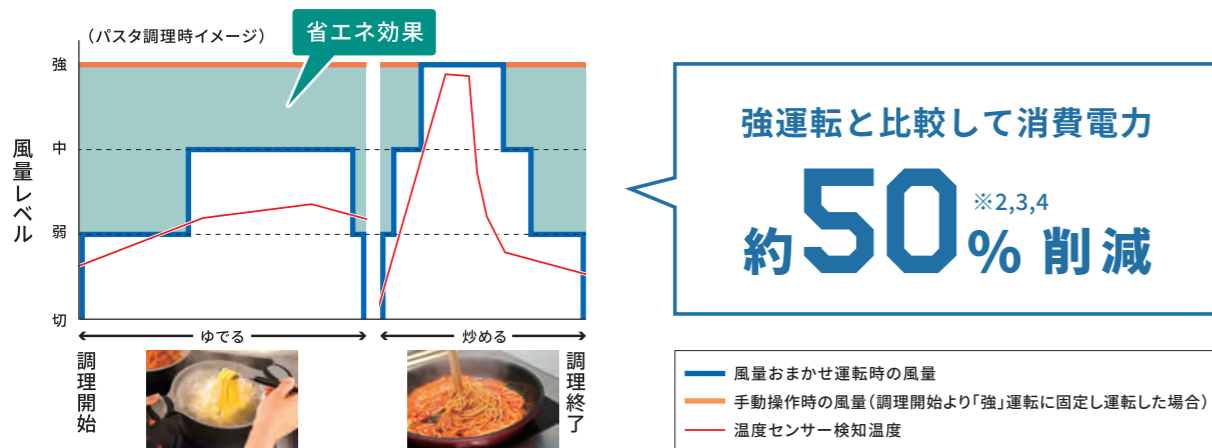 (パスタ調理時イメージ)
省エネ効果
風量レベル
強
中
弱
切
ゆでる
炒める
調理開始
調理終了
強運転と比較して消費電力
約50%削減
※2,3,4
風量おまかせ運転時の風量
手動操作時の風量(調理開始より「強」運転に固定し運転した場合)
温度センサー検知温度